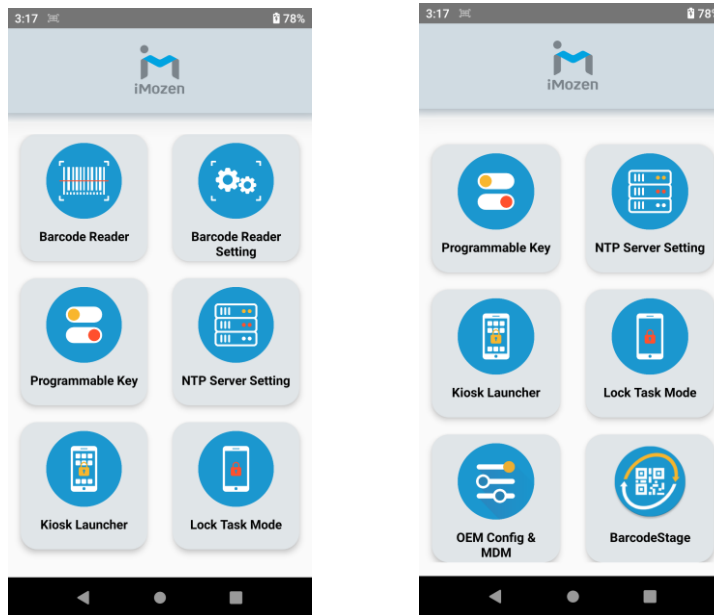 3:17 78%
iMozen
Barcode Reader
Barcode Reader
Setting
Programmable Key
NTP Server Setting
Kiosk Launcher
Lock Task Mode
3:17 78%
iMozen
Programmable Key
NTP Server Setting
Kiosk Launcher
Lock Task Mode
OEM Config &
MDM
BarcodeStage